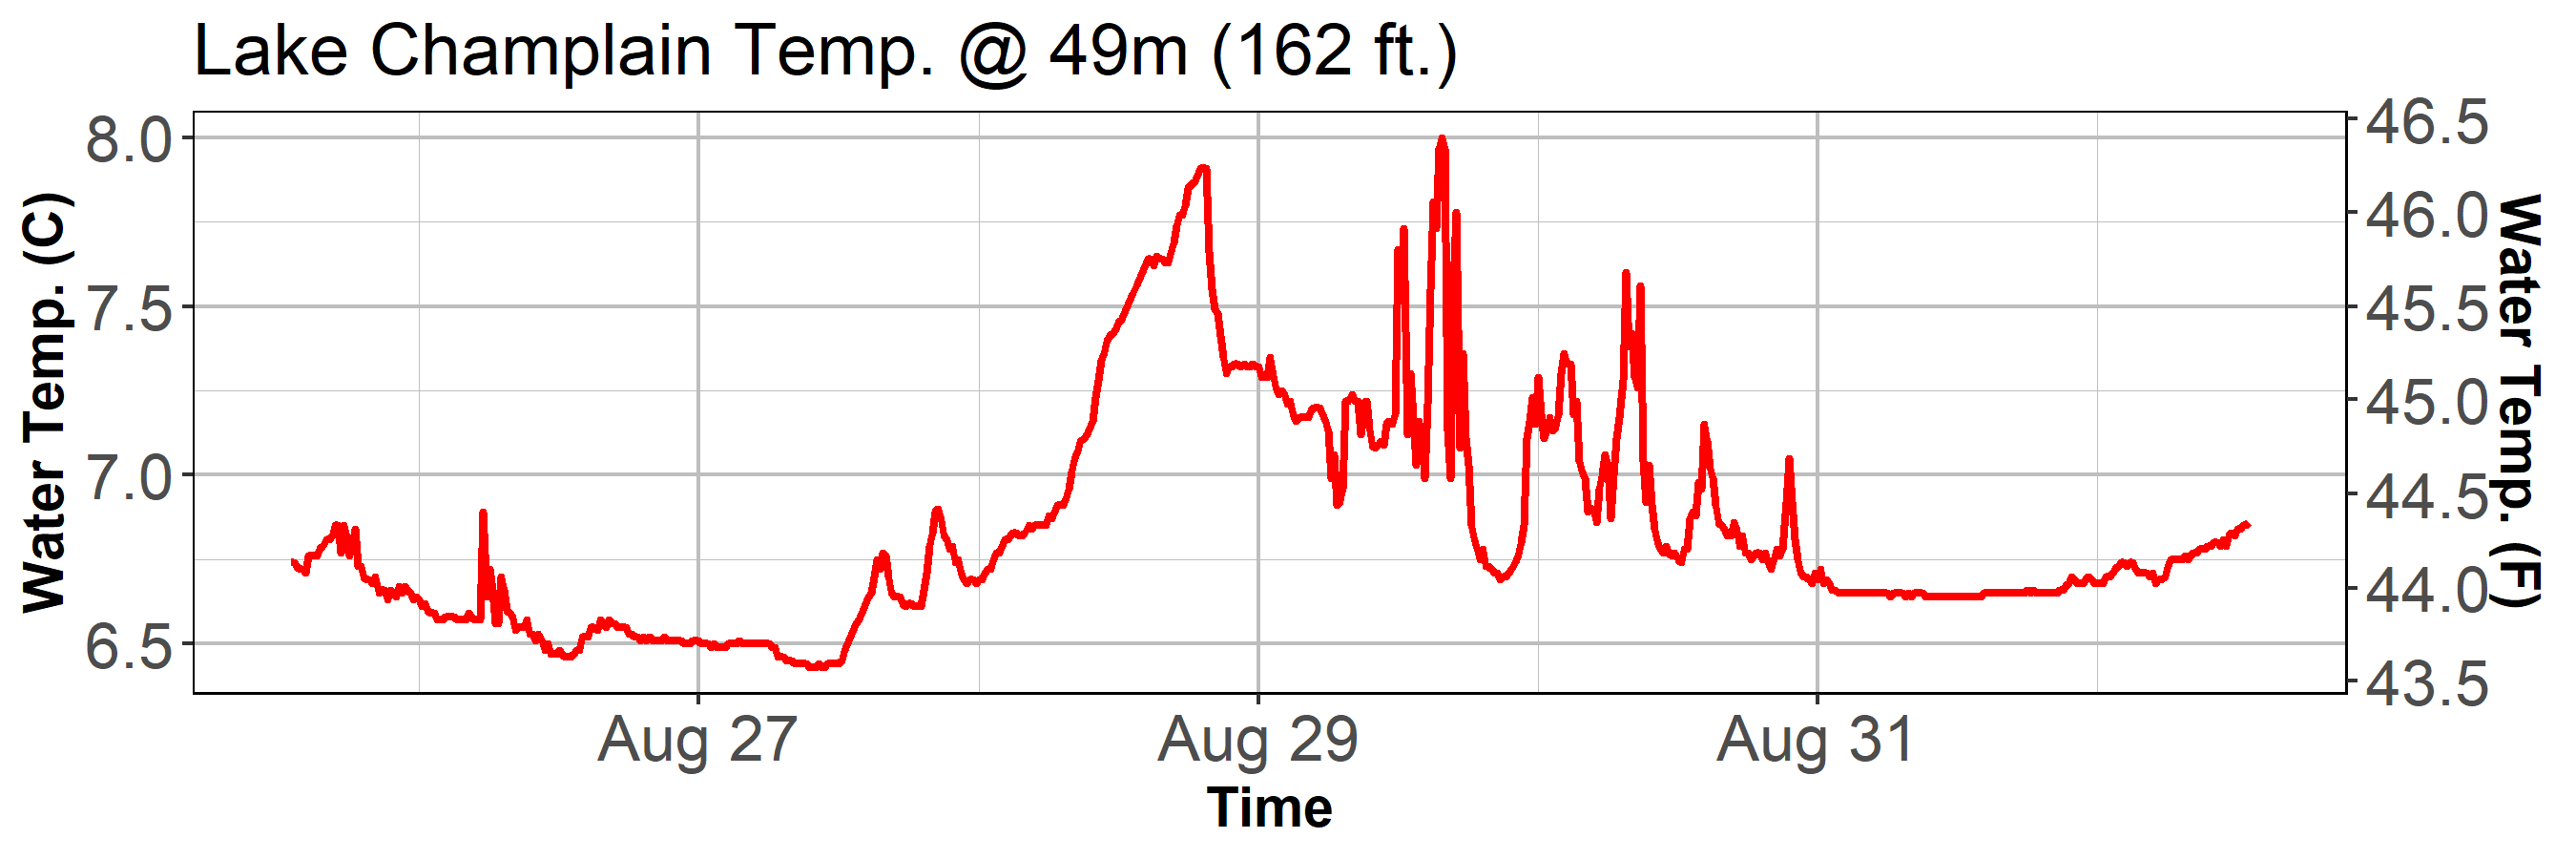 Lake Champlain Temp. @ 49m (162 ft.)
Water Temp. (C)
8.0
7.5
7.0
6.5
46.5
46.0
45.5
45.0
44.5
44.0
43.5
Water Temp. (F)
Aug 27
Aug 29
Aug 31
Time